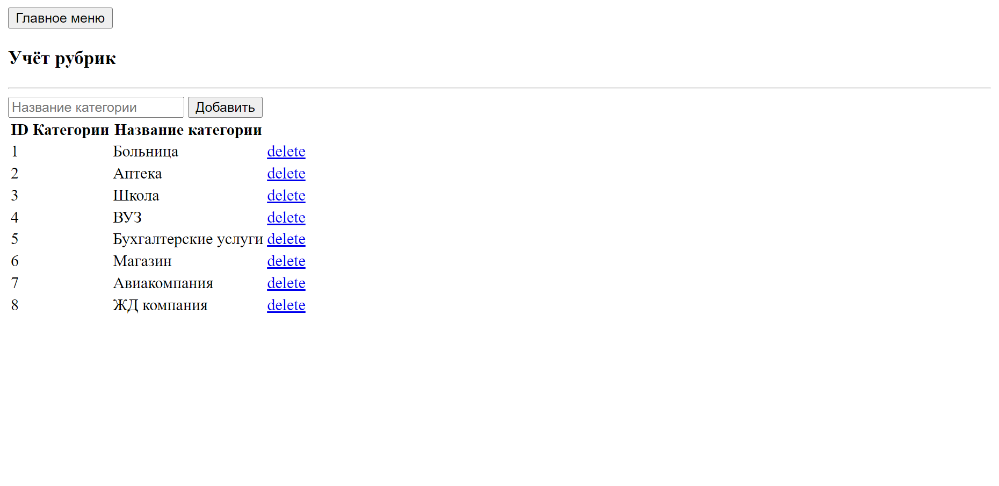 Главное меню
Учёт рубрик
Название категории Добавить
ID Категории Название категории
1 Больница delete
2 Аптека delete
3 Школа delete
4 ВУЗ delete
5 Бухгалтерские услуги delete
6 Магазин delete
7 Авиакомпания delete
8 ЖД компания delete